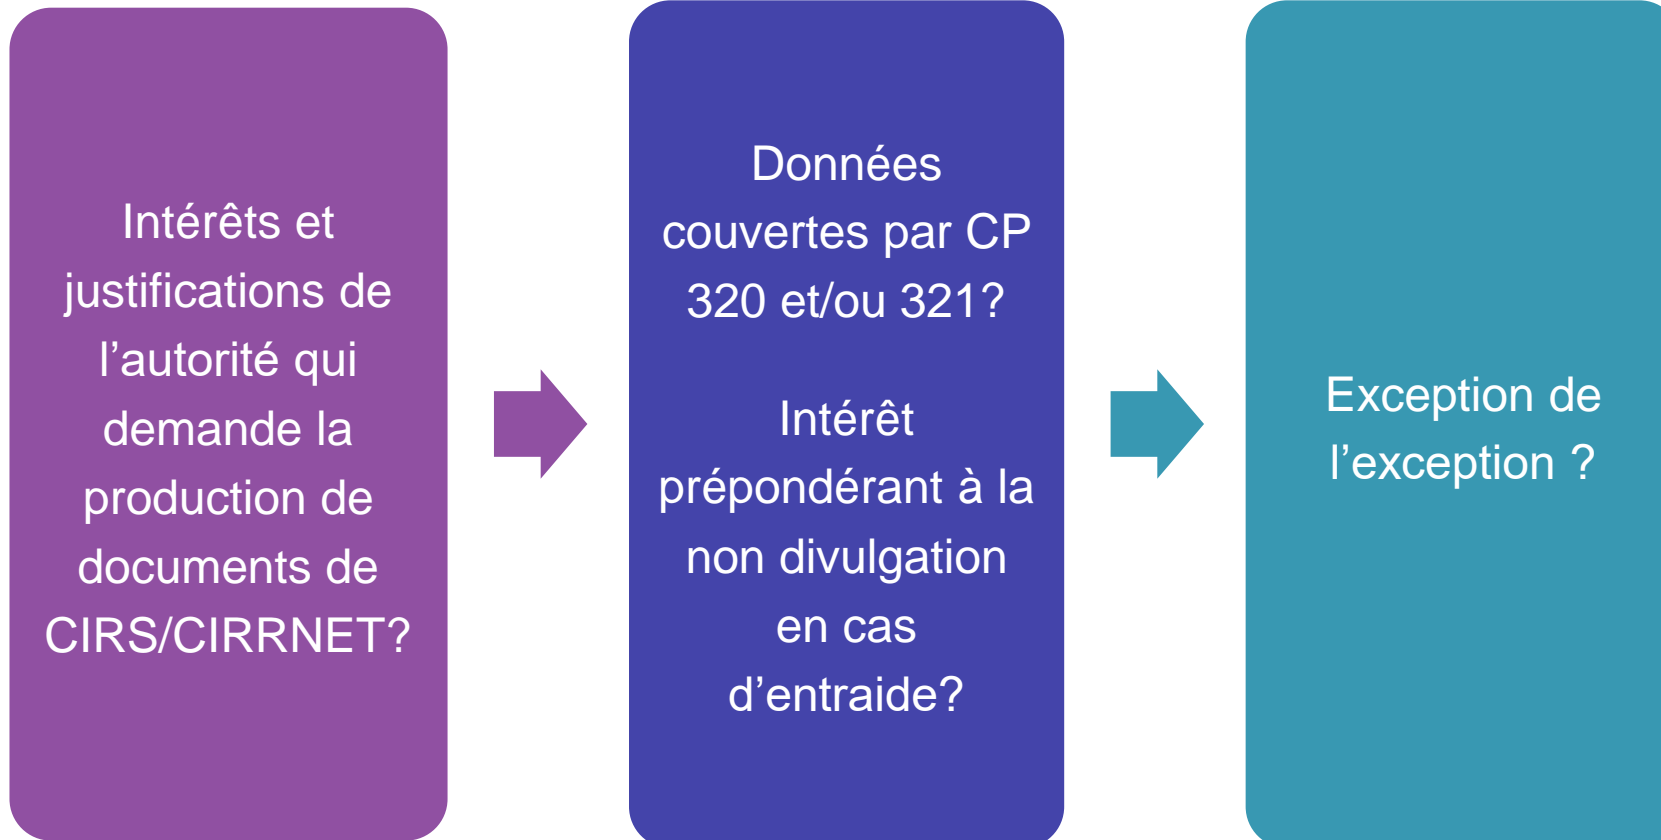 Intérêts et
justifications de
l’autorité qui
demande la
production de
documents de
CIRS/CIRRNET?
Données
couvertes par CP
320 et/ou 321?
Intérêt
prépondérant à la
non divulgation
en cas
d’entraide?
Exception de
l’exception ?